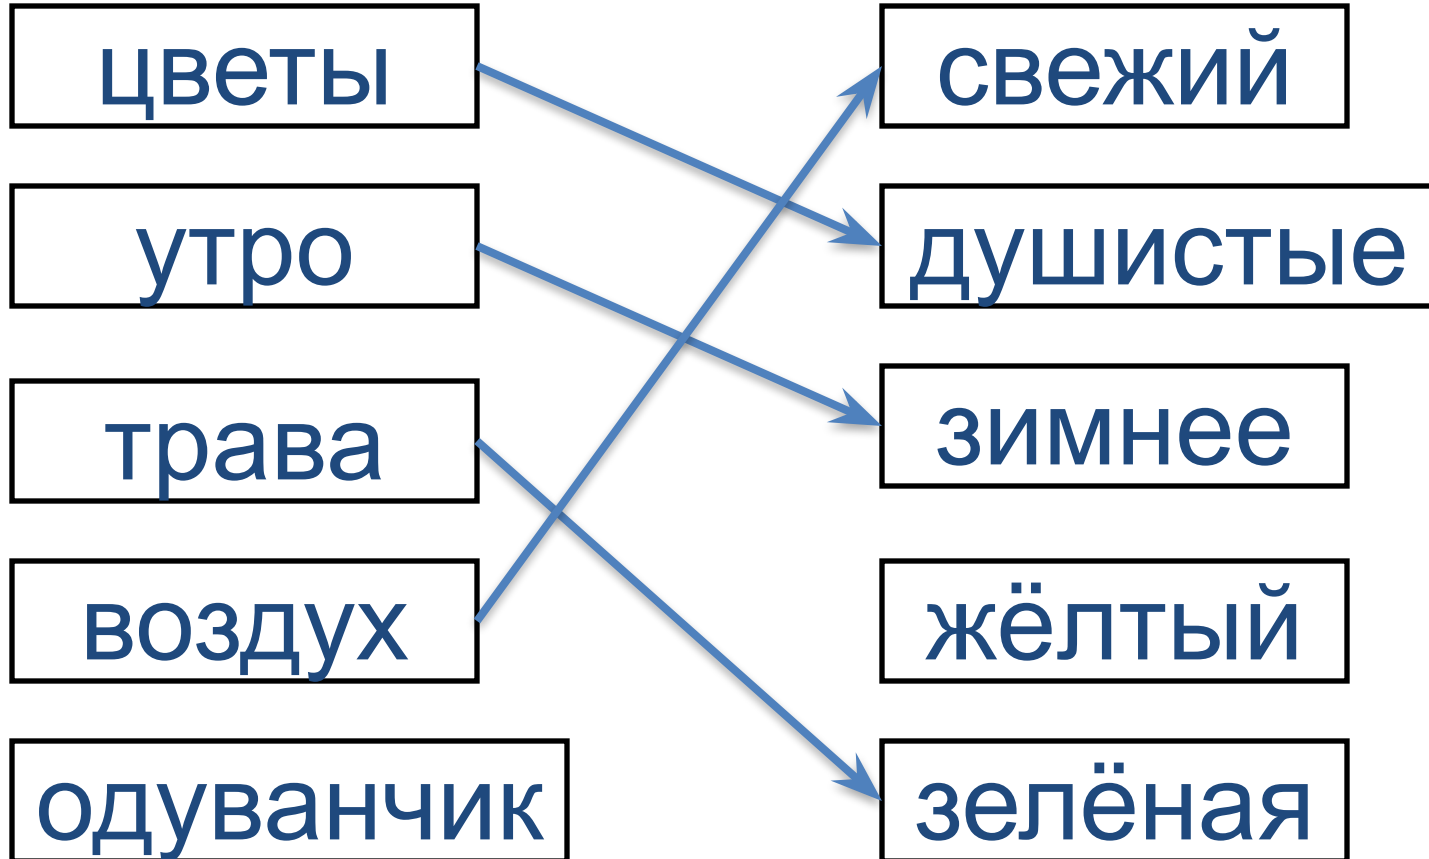 цветы
свежий
утро
душистые
трава
зимнее
воздух
жёлтый
одуванчик
зелёная